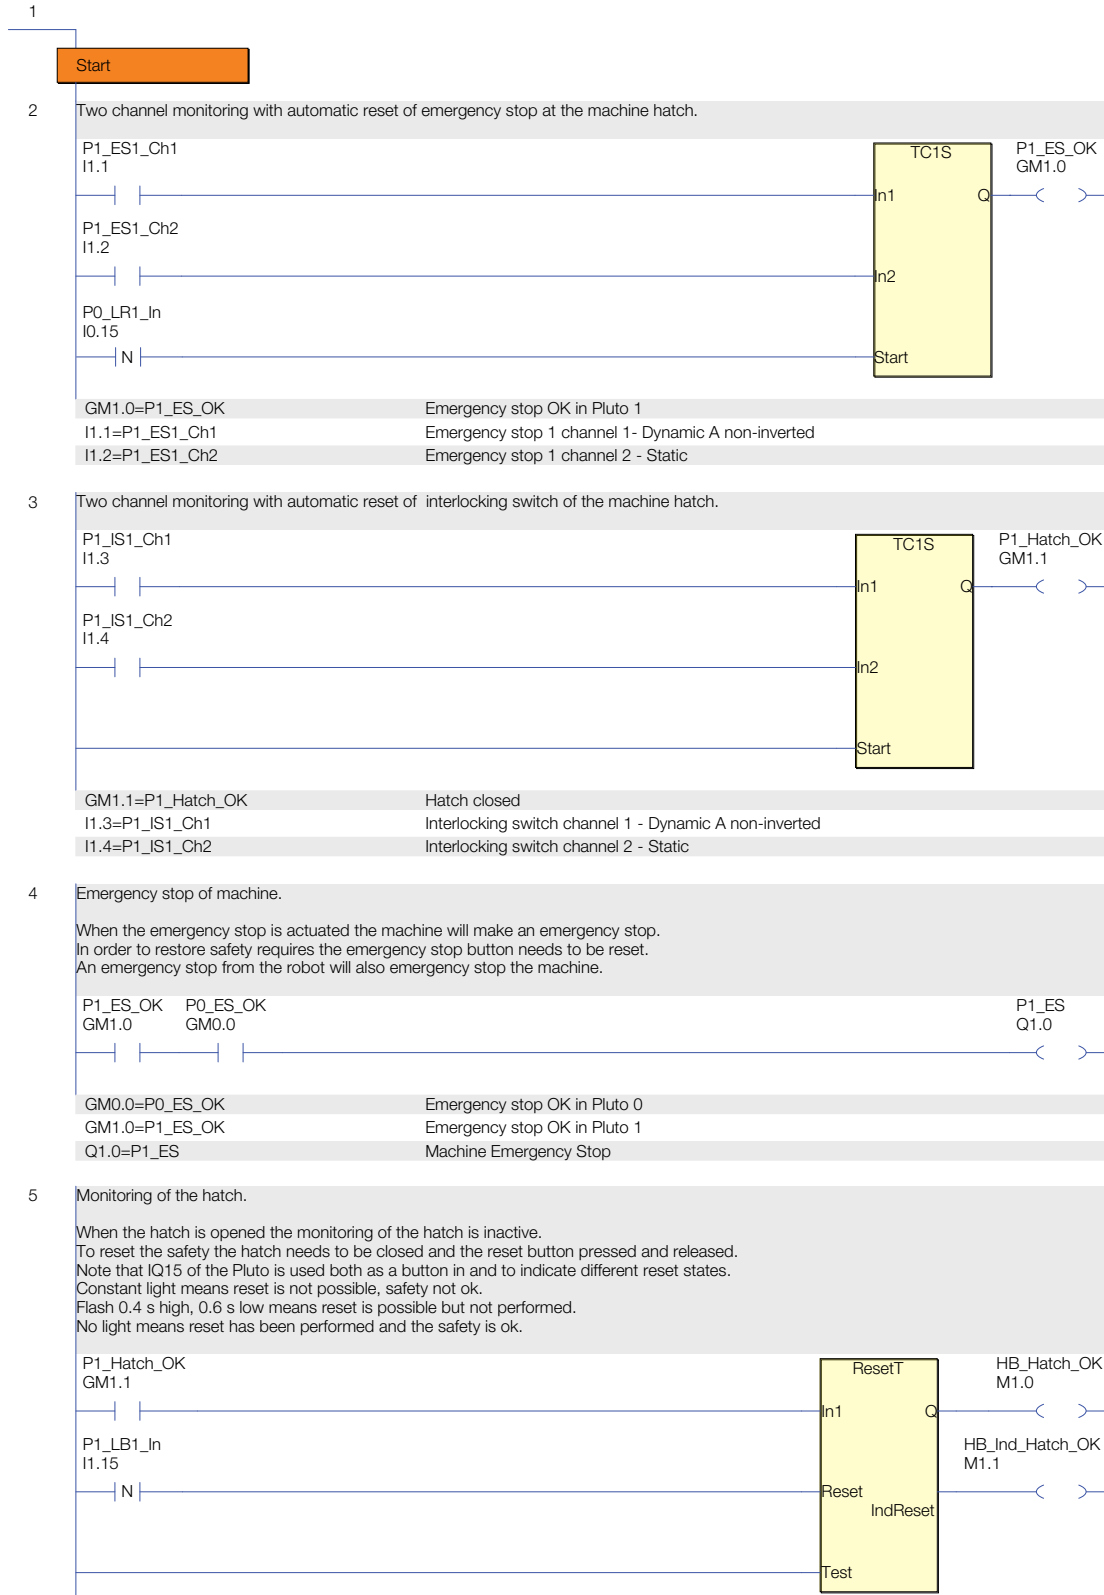 1
Start
2 Two channel monitoring with automatic reset of emergency stop at the machine hatch.
P1_ES1_Ch1 TC1S P1_ES_OK
I1.1 GM1.0
In1 Q
P1_ES1_Ch2
I1.2
In2
P0_LR1_In
I0.15
N Start
GM1.0=P1_ES_OK Emergency stop OK in Pluto 1
I1.1=P1_ES1_Ch1 Emergency stop 1 channel 1- Dynamic A non-inverted
I1.2=P1_ES1_Ch2 Emergency stop 1 channel 2 - Static
3 Two channel monitoring with automatic reset of interlocking switch of the machine hatch.
P1_IS1_Ch1 TC1S P1_Hatch_OK
I1.3 GM1.1
In1 Q
P1_IS1_Ch2
I1.4
In2
Start
GM1.1=P1_Hatch_OK Hatch closed
I1.3=P1_IS1_Ch1 Interlocking switch channel 1 - Dynamic A non-inverted
I1.4=P1_IS1_Ch2 Interlocking switch channel 2 - Static
4 Emergency stop of machine.
When the emergency stop is actuated the machine will make an emergency stop.
In order to restore safety requires the emergency stop button needs to be reset.
An emergency stop from the robot will also emergency stop the machine.
P1_ES_OK P0_ES_OK P1_ES
GM1.0 GM0.0 Q1.0
GM0.0=P0_ES_OK Emergency stop OK in Pluto 0
GM1.0=P1_ES_OK Emergency stop OK in Pluto 1
Q1.0=P1_ES Machine Emergency Stop
5 Monitoring of the hatch.
When the hatch is opened the monitoring of the hatch is inactive.
To reset the safety the hatch needs to be closed and the reset button pressed and released.
Note that IQ15 of the Pluto is used both as a button in and to indicate different reset states.
Constant light means reset is not possible, safety not ok.
Flash 0.4 s high, 0.6 s low means reset is possible but not performed.
No light means reset has been performed and the safety is ok.
P1_Hatch_OK ResetT HB_Hatch_OK
GM1.1 M1.0
In1 Q
P1_LB1_In HB_Ind_Hatch_OK
I1.15 M1.1
N Reset
IndReset
Test